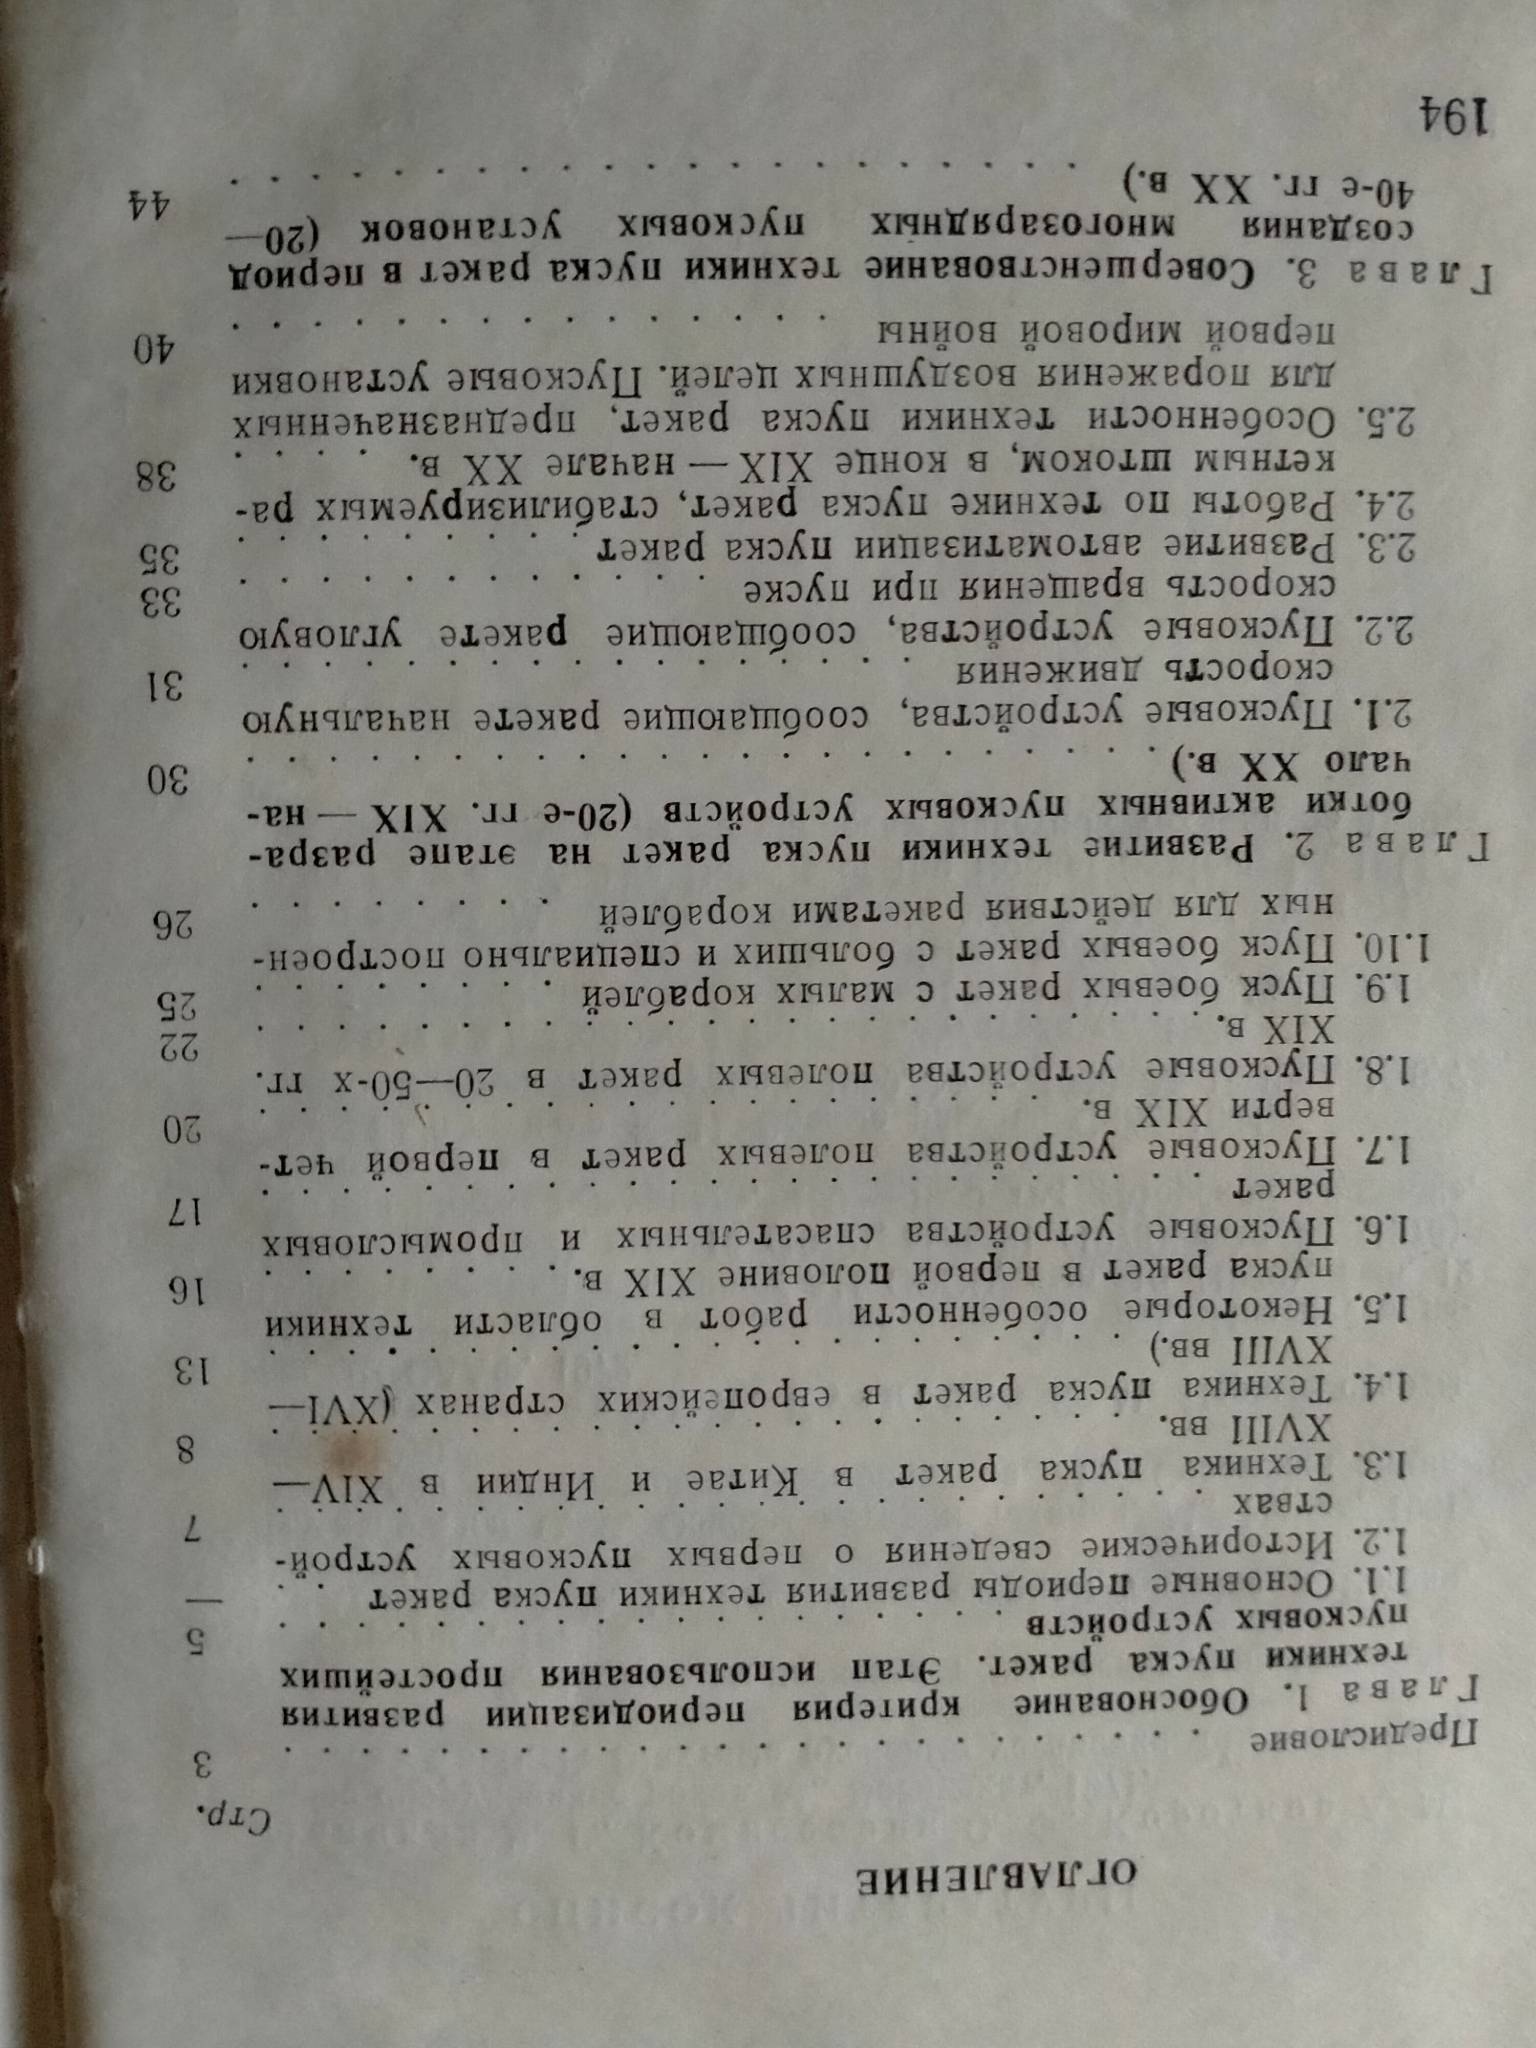 ОГЛАВЛЕНИЕ
Стр.
Предисловие . . . . . . . . . . . . . . . . . . . 3
Глава 1. Обоснование критерия периодизации развития
техники пуска ракет. Этап использования простейших
пусковых устройств . . . . . . . . . . . . . . . 5
1.1. Основные периоды развития техники пуска ракет . . —
1.2. Исторические сведения о первых пусковых устрой-
ствах . . . . . . . . . . . . . . . . . . . . 7
1.3. Техника пуска ракет в Китае и Индии в XIV—
XVIII вв. . . . . . . . . . . . . . . . . . . . 8
1.4. Техника пуска ракет в европейских странах (XVI—
XVIII вв.) . . . . . . . . . . . . . . . . . . 13
1.5. Некоторые особенности работ в области техники
пуска ракет в первой половине XIX в. . . . . . . . 16
1.6. Пусковые устройства спасательных и промысловых
ракет . . . . . . . . . . . . . . . . . . . . 17
1.7. Пусковые устройства полевых ракет в первой чет-
верти XIX в. . . . . . . . . . . . . . . . . . 20
1.8. Пусковые устройства полевых ракет в 20—50-х гг.
XIX в. . . . . . . . . . . . . . . . . . . . . 22
1.9. Пуск боевых ракет с малых кораблей . . . . . . . 25
1.10. Пуск боевых ракет с больших и специально построен-
ных для действия ракетами кораблей . . . . . . . 26
Глава 2. Развитие техники пуска ракет на этапе разра-
ботки активных пусковых устройств (20-е гг. XIX — на-
чало XX в.) . . . . . . . . . . . . . . . . . . 30
2.1. Пусковые устройства, сообщающие ракете начальную
скорость движения . . . . . . . . . . . . . . . 31
2.2. Пусковые устройства, сообщающие ракете угловую
скорость вращения при пуске . . . . . . . . . . . 33
2.3. Развитие автоматизации пуска ракет . . . . . . . . 35
2.4. Работы по технике пуска ракет, стабилизируемых ра-
кетным штоком, в конце XIX — начале XX в. . . . . 38
2.5. Особенности техники пуска ракет, предназначенных
для поражения воздушных целей. Пусковые установки
первой мировой войны . . . . . . . . . . . . . 40
Глава 3. Совершенствование техники пуска ракет в период
создания многозарядных пусковых установок (20—
40-е гг. XX в.) . . . . . . . . . . . . . . . . . 44
194